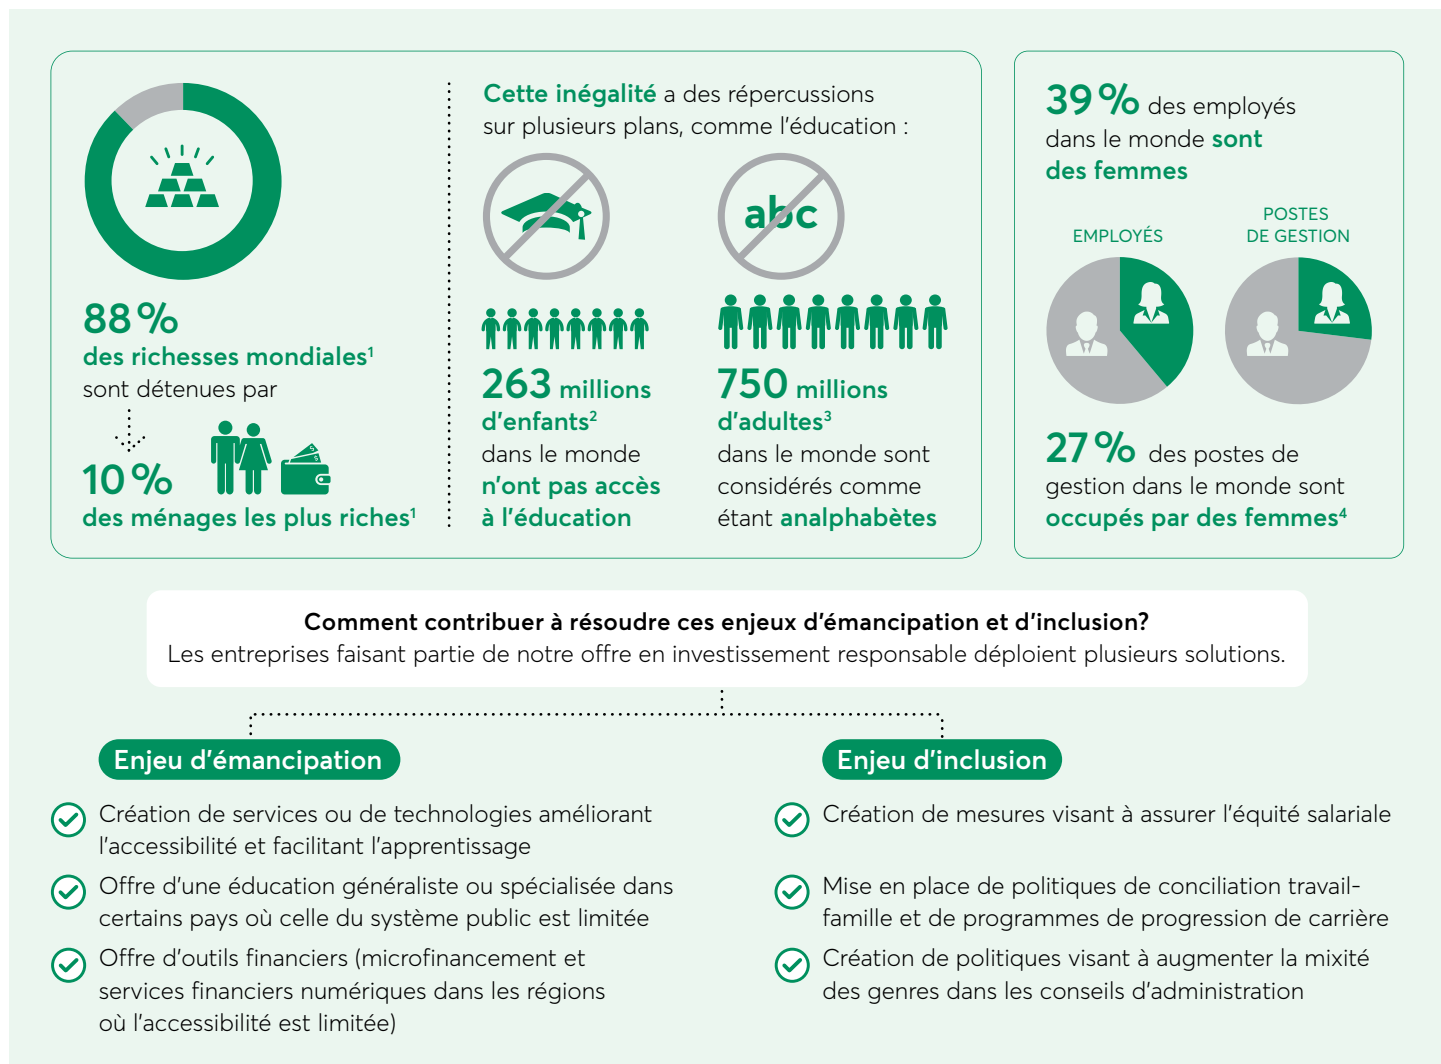 88 %
des richesses mondiales¹
sont détenues par
10 %
des ménages les plus riches¹
Cette inégalité a des répercussions
sur plusieurs plans, comme l’éducation :
abc
263 millions
d’enfants²
dans le monde
n’ont pas accès
à l’éducation
750 millions
d’adultes³
dans le monde sont
considérés comme
étant analphabètes
39 % des employés
dans le monde sont
des femmes
EMPLOYÉS
POSTES
DE GESTION
27 % des postes de
gestion dans le monde sont
occupés par des femmes⁴
Comment contribuer à résoudre ces enjeux d’émancipation et d’inclusion?
Les entreprises faisant partie de notre offre en investissement responsable déploient plusieurs solutions.
Enjeu d’émancipation
Création de services ou de technologies améliorant
l’accessibilité et facilitant l’apprentissage
Offre d’une éducation généraliste ou spécialisée dans
certains pays où celle du système public est limitée
Offre d’outils financiers (microfinancement et
services financiers numériques dans les régions
où l’accessibilité est limitée)
Enjeu d’inclusion
Création de mesures visant à assurer l’équité salariale
Mise en place de politiques de conciliation travail-
famille et de programmes de progression de carrière
Création de politiques visant à augmenter la mixité
des genres dans les conseils d’administration